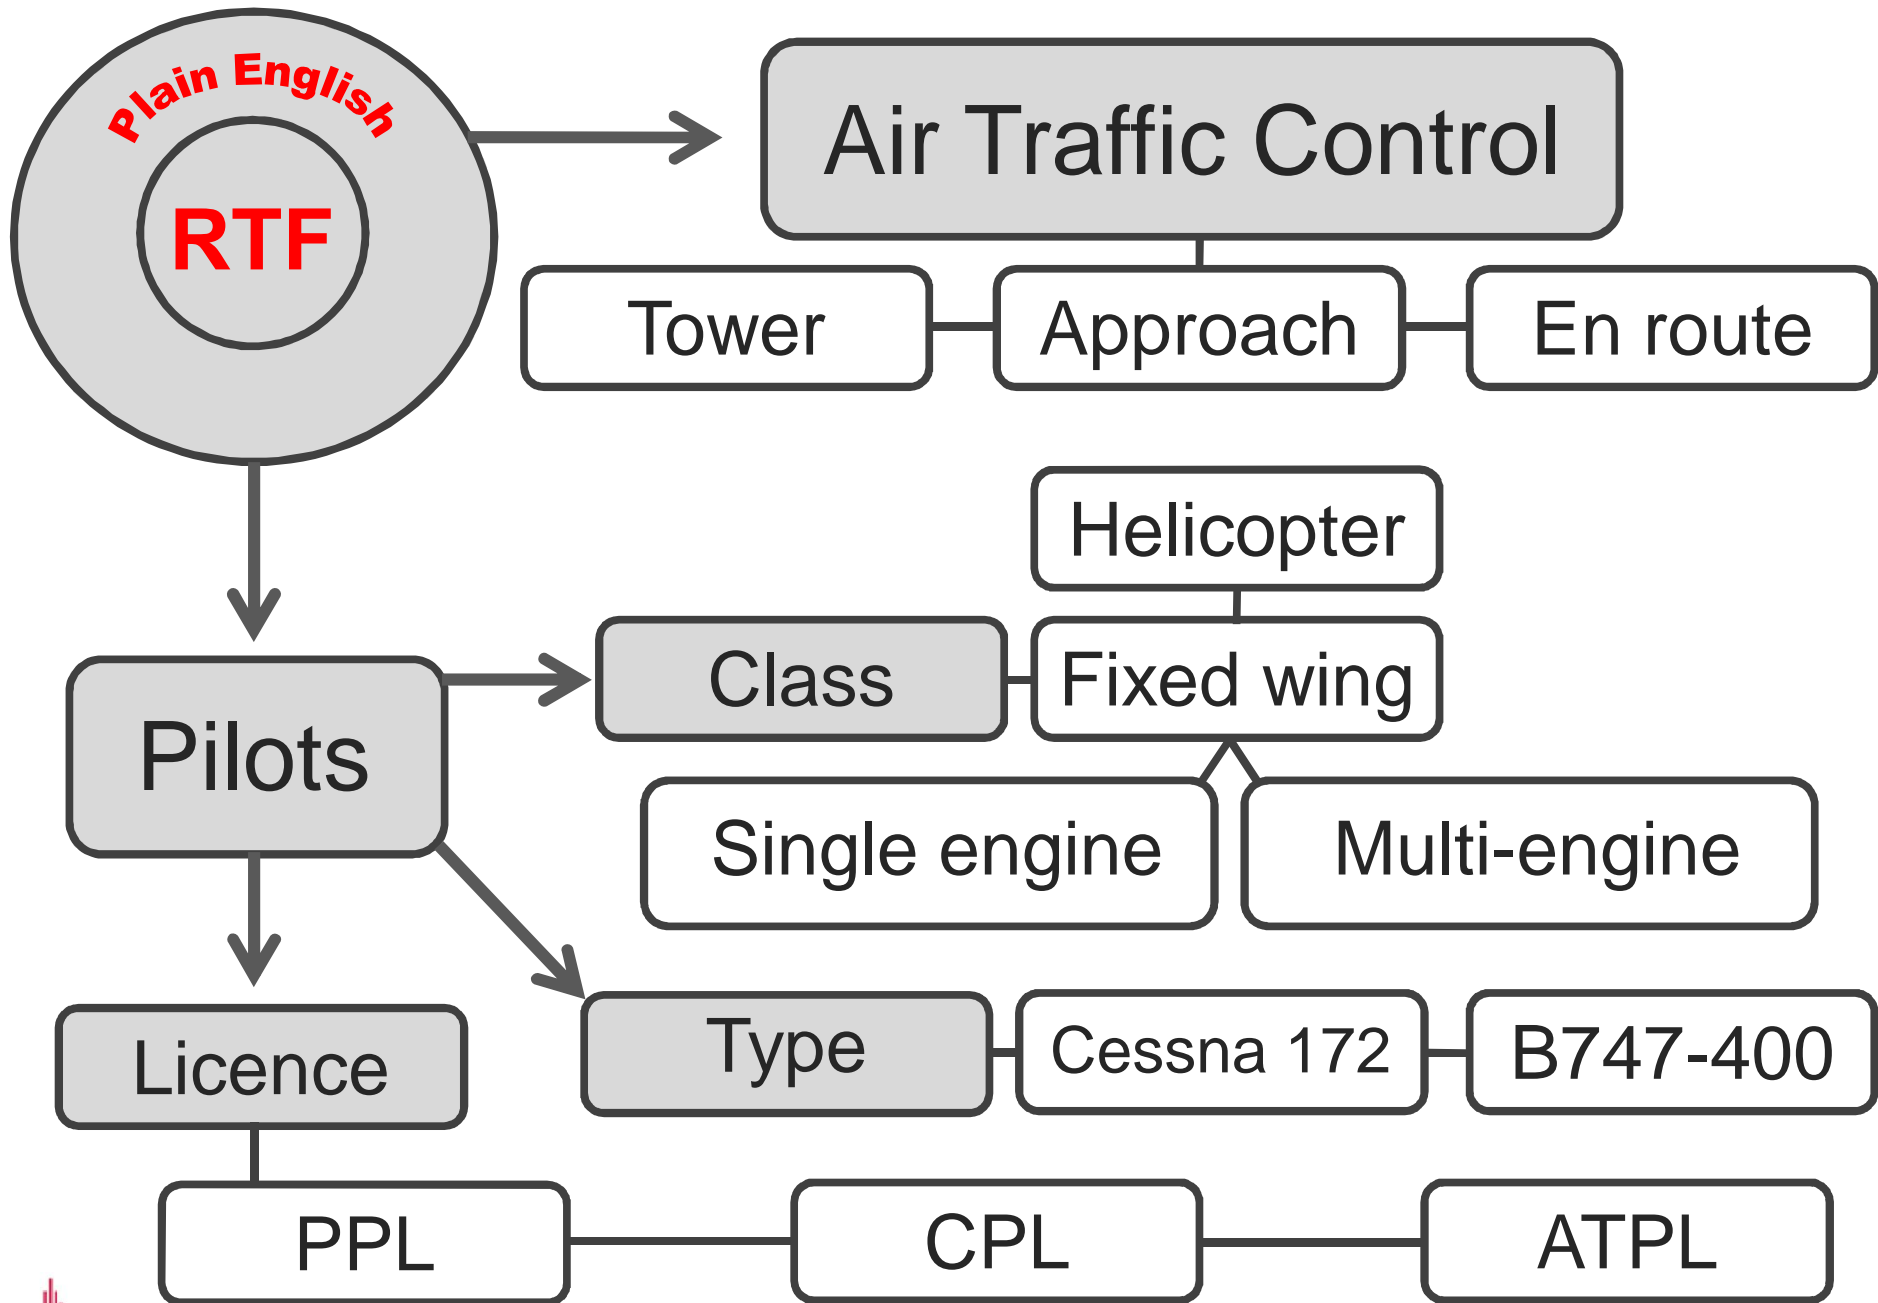 Plain English
RTF
Air Traffic Control
Tower
Approach
En route
Helicopter
Class
Fixed wing
Pilots
Single engine
Multi-engine
Licence
Type
Cessna 172
B747-400
PPL
CPL
ATPL